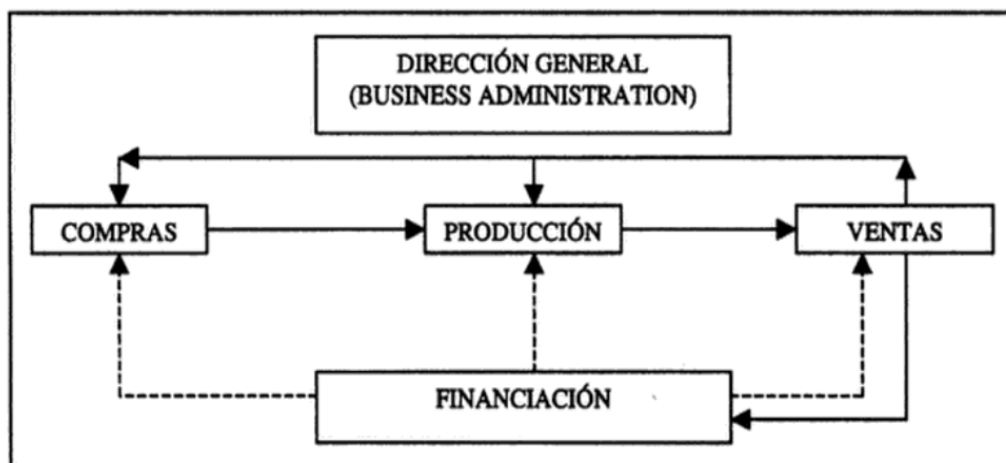 DIRECCIÓN GENERAL
(BUSINESS ADMINISTRATION)
COMPRAS
PRODUCCIÓN
VENTAS
FINANCIACIÓN